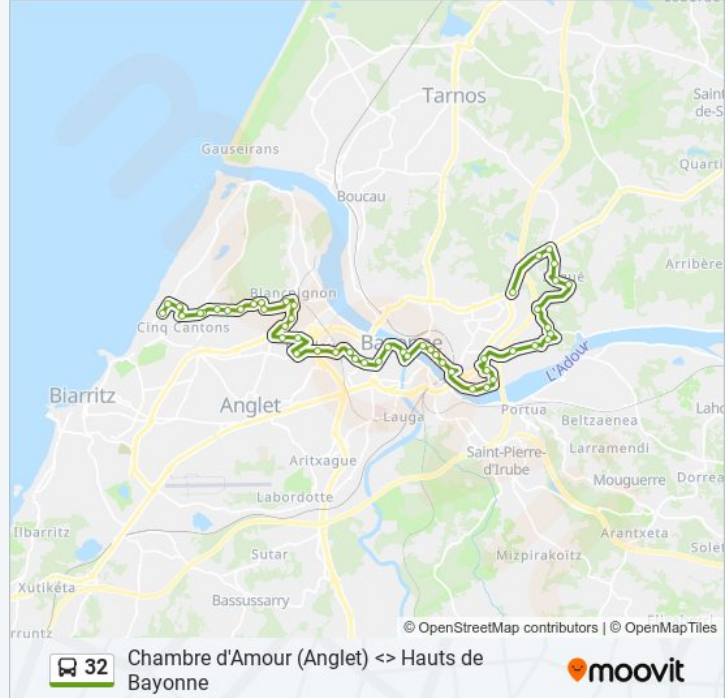 Tarnos
Saint
de-S
Gauseirans
Quarti
Boucau
Arribère
Blancpignon
Cinq Cantons
Bayonne
L'Adour
Biarritz
Anglet
Lauga
Portua
Beltzaenea
Laho
Saint-Pierre-
d'Irube
Larramendi
Aritxague
Mouguerre
Dorrea
Labordotte
Ilbarritz
Arantxeta
Sutar
Mizpirakoïtz
Solet
Xutikéta
Bassussarry
rruntz
© OpenStreetMap contributors | © OpenMapTiles
32
Chambre d'Amour (Anglet) <> Hauts de
Bayonne
moovit